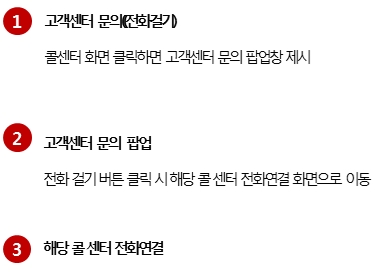 1 고객센터 문의(전화걸기)
콜센터 화면 클릭하면 고객센터 문의 팝업창 제시
2 고객센터 문의 팝업
전화 걸기 버튼 클릭 시 해당 콜 센터 전화연결 화면으로 이동
3 해당 콜 센터 전화연결